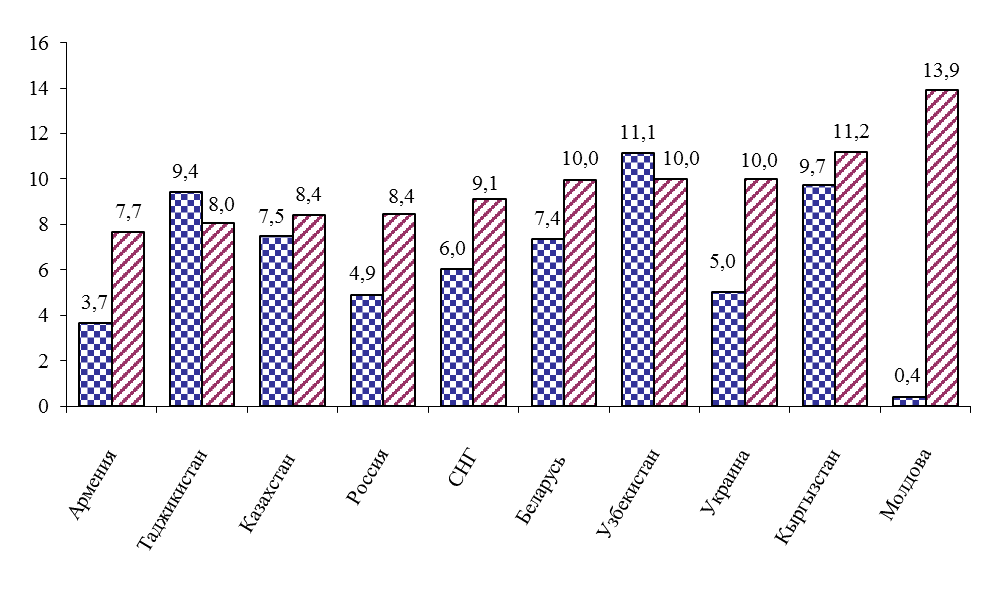 16
14
12
10
8
6
4
2
0
3,7
7,7
9,4
8,0
7,5
8,4
4,9
8,4
6,0
9,1
7,4
10,0
11,1
10,0
5,0
10,0
9,7
11,2
0,4
13,9
Армения
Таджикистан
Казахстан
Россия
СНГ
Беларусь
Узбекистан
Украина
Кыргызстан
Молдова